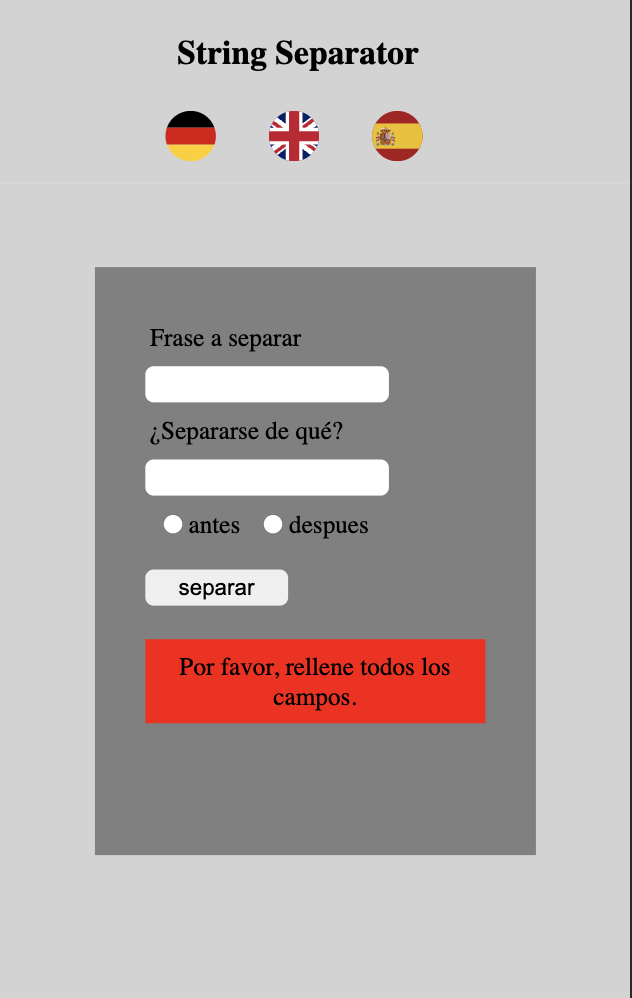 String Separator
Frase a separar
¿Separarse de qué?
antes despues
separar
Por favor, rellene todos los
campos.